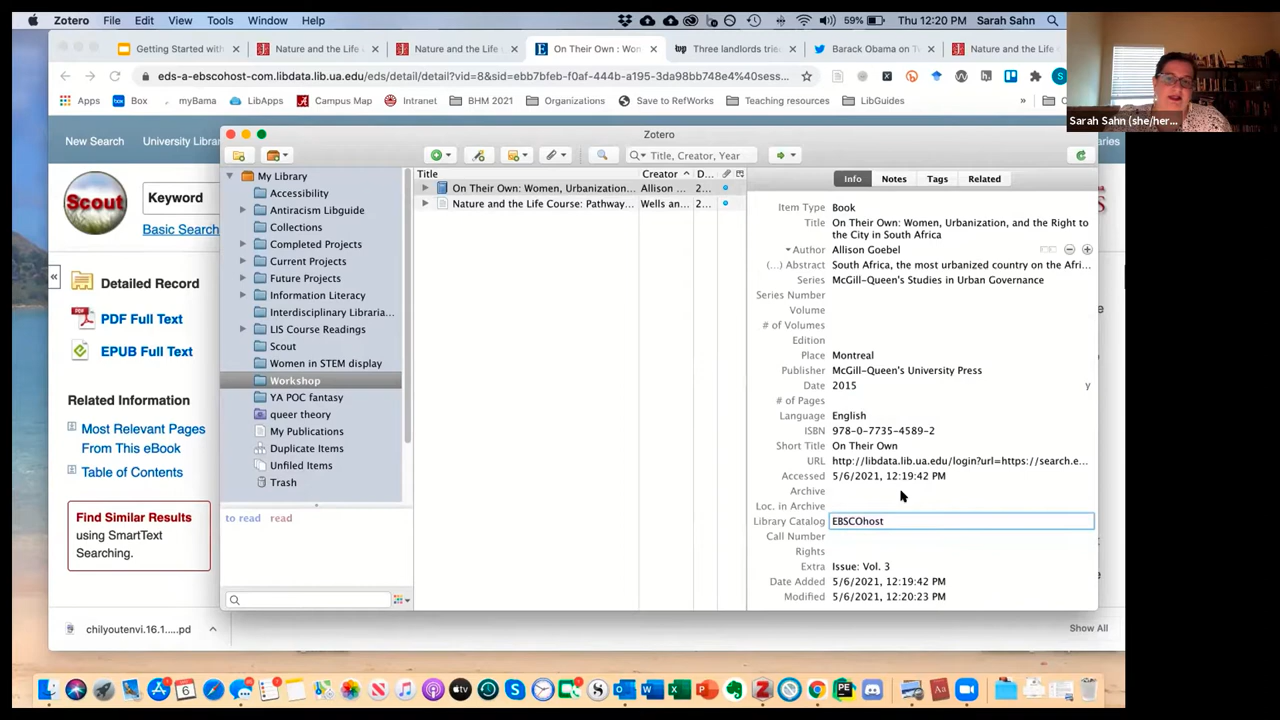 Zotero File Edit View Tools Window Help 59% Thu 12:20 PM Sarah Sahn
Getting Started with
Nature and the Life
Nature and the Life
On Their Own : Wom
Three landlords trie
Barack Obama on Tw
Nature and the Life C
eds-a-ebscohost-com.libdata.lib.ua.edu/eds/detail/detail?vid=8&sid=ebb7bfeb-f08f-444b-a195-3da98bb748e4%40sess...
Apps Box myBama LibApps Campus Map Intranet BHM 2021 Organizations Save to RefWorks Teaching resources LibGuides »
Sarah Sahn (she/her...
New Search University Libra
Scout
Keyword
Basic Search
«
Detailed Record
PDF Full Text
EPUB Full Text
Related Information
Most Relevant Pages
From This eBook
Table of Contents
Find Similar Results
using SmartText
Searching.
chilyoutenvi.16.1.....pd
Show All
Zotero
Title, Creator, Year
My Library
Accessibility
Antiracism Libguide
Collections
Completed Projects
Current Projects
Future Projects
Information Literacy
Interdisciplinary Libraria...
LIS Course Readings
Scout
Women in STEM display
Workshop
YA POC fantasy
queer theory
My Publications
Duplicate Items
Unfiled Items
Trash
to read read
Title Creator D...
On Their Own: Women, Urbanization... Allison ... 2...
Nature and the Life Course: Pathway... Wells an... 2...
Info Notes Tags Related
Item Type Book
Title On Their Own: Women, Urbanization, and the Right to
the City in South Africa
Author Allison Goebel
(...) Abstract South Africa, the most urbanized country on the Afri...
Series McGill-Queen's Studies in Urban Governance
Series Number
Volume
# of Volumes
Edition
Place Montreal
Publisher McGill-Queen's University Press
Date 2015 y
# of Pages
Language English
ISBN 978-0-7735-4589-2
Short Title On Their Own
URL http://libdata.lib.ua.edu/login?url=https://search.e...
Accessed 5/6/2021, 12:19:42 PM
Archive
Loc. in Archive
Library Catalog EBSCOhost
Call Number
Rights
Extra Issue: Vol. 3
Date Added 5/6/2021, 12:19:42 PM
Modified 5/6/2021, 12:20:23 PM